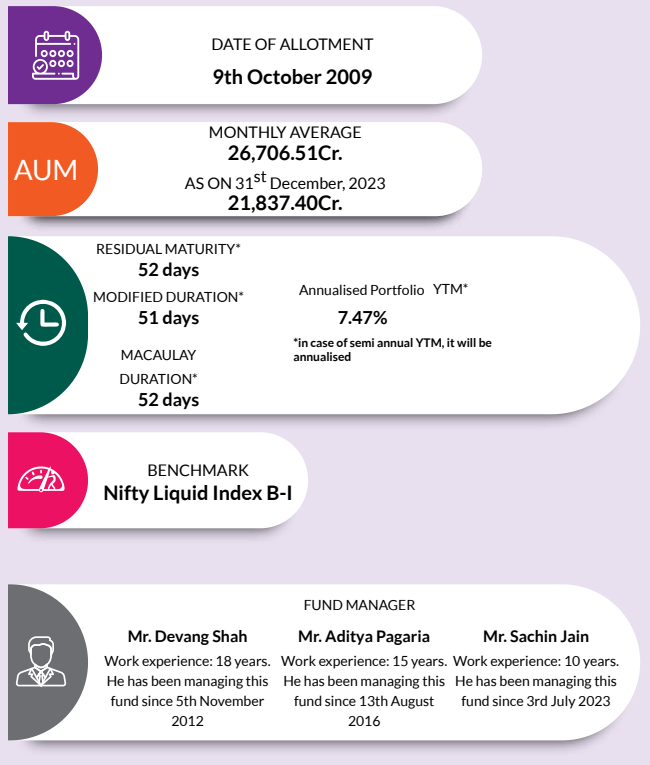 DATE OF ALLOTMENT
9th October 2009
AUM
MONTHLY AVERAGE
26,706.51Cr.
AS ON 31st December, 2023
21,837.40Cr.
RESIDUAL MATURITY*
52 days
MODIFIED DURATION*
51 days
MACAULAY
DURATION*
52 days
Annualised Portfolio YTM*
7.47%
*in case of semi annual YTM, it will be
annualised
BENCHMARK
Nifty Liquid Index B-I
FUND MANAGER
Mr. Devang Shah
Work experience: 18 years.
He has been managing this
fund since 5th November
2012
Mr. Aditya Pagaria
Work experience: 15 years.
He has been managing this
fund since 13th August
2016
Mr. Sachin Jain
Work experience: 10 years.
He has been managing this
fund since 3rd July 2023